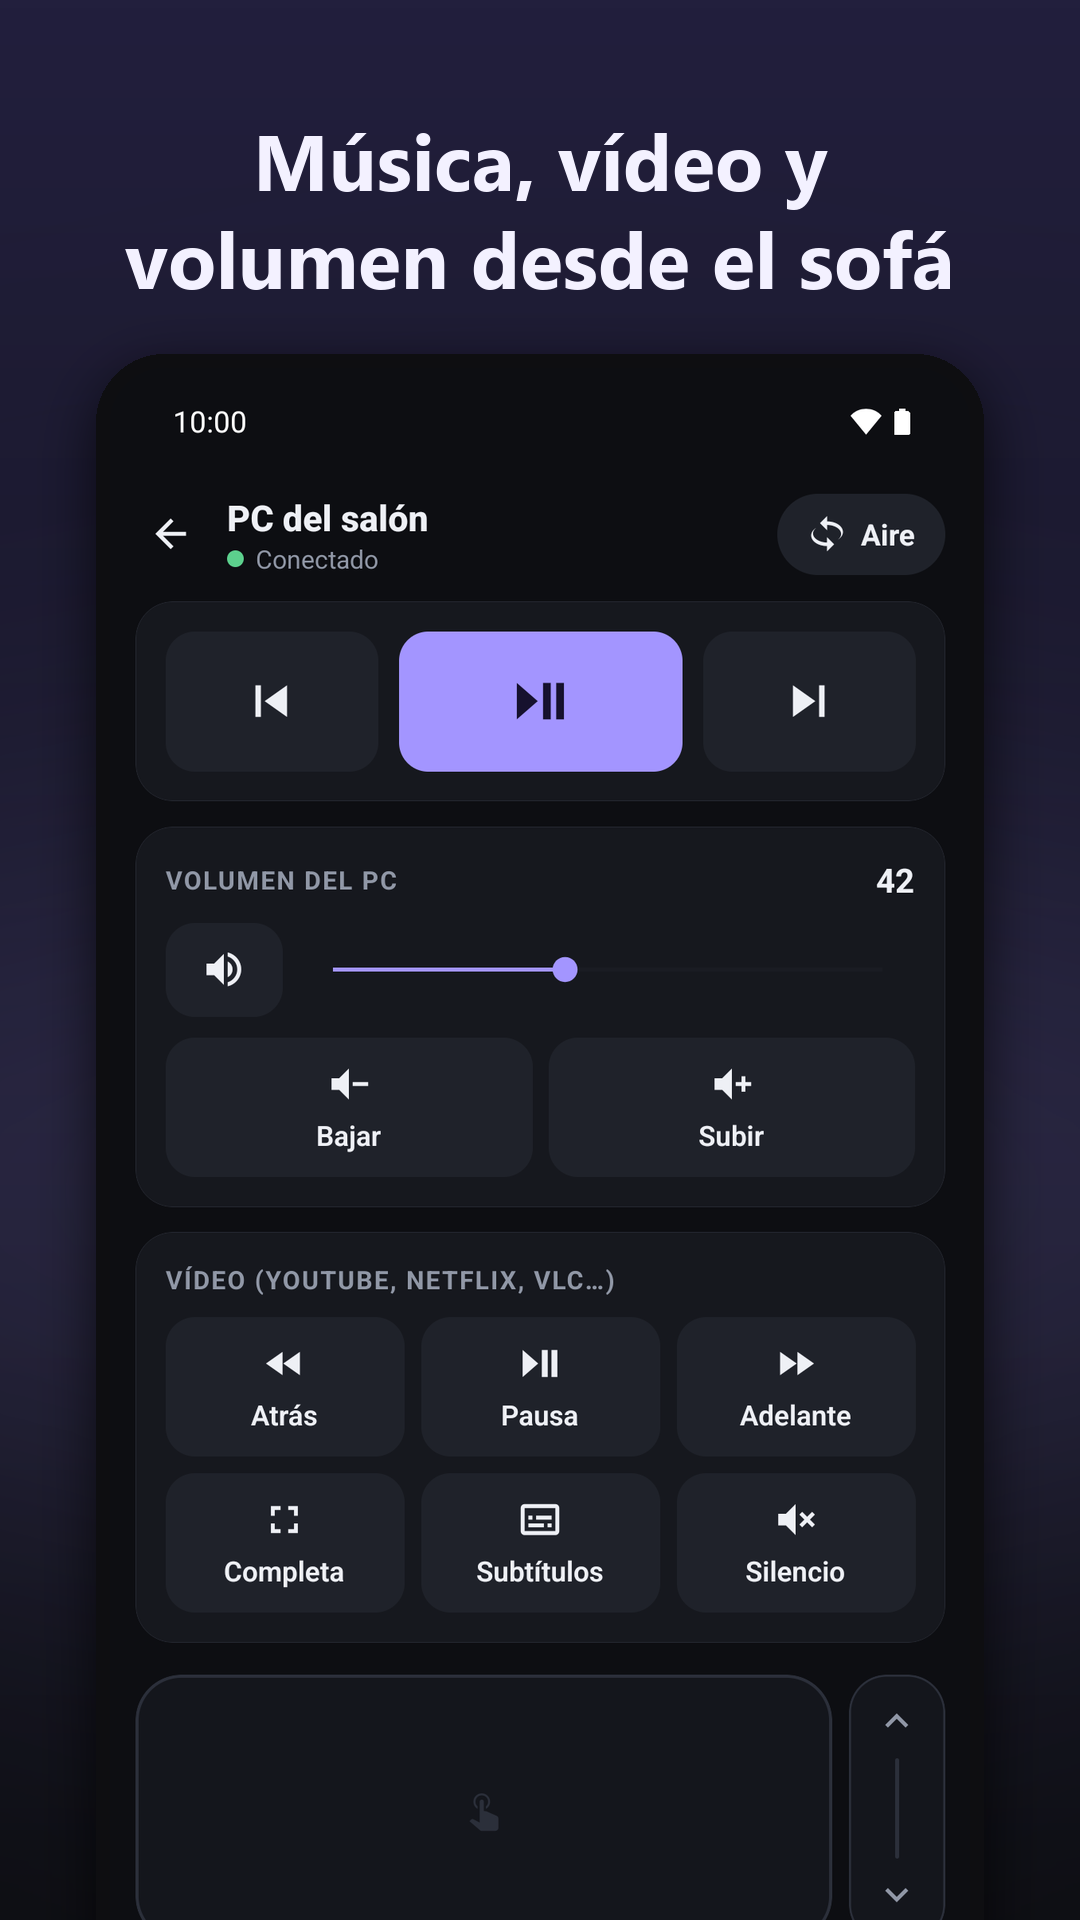 Música, vídeo y
volumen desde el sofá
10:00
PC del salón
Conectado
Aire
VOLUMEN DEL PC
42
Bajar
Subir
VÍDEO (YOUTUBE, NETFLIX, VLC…)
Atrás
Pausa
Adelante
Completa
Subtítulos
Silencio